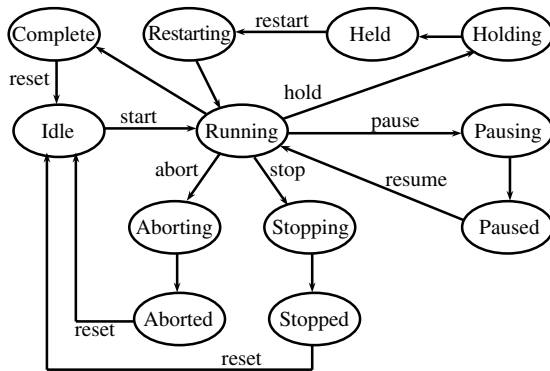 Complete
Restarting
restart
Held
Holding
reset
hold
Idle
start
Running
pause
Pausing
abort
stop
resume
Aborting
Stopping
Paused
Aborted
Stopped
reset
reset